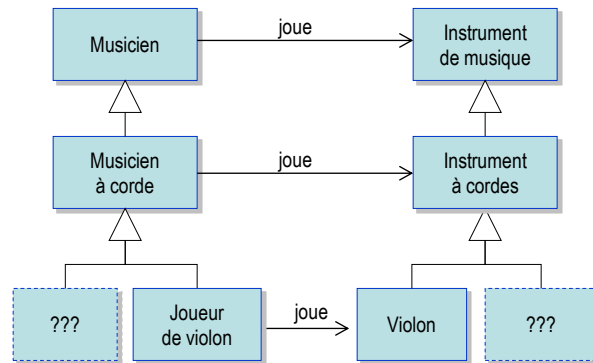 Musicien
joue
Instrument
de musique
Musicien
à corde
joue
Instrument
à cordes
???
Joueur
de violon
joue
Violon
???